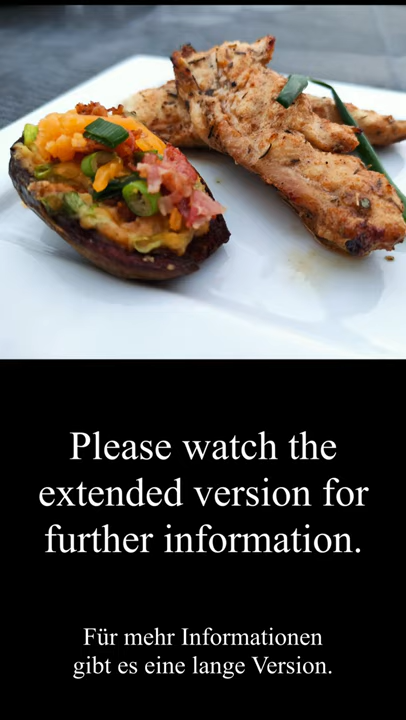 Please watch the
extended version for
further information.
Für mehr Informationen
gibt es eine lange Version.